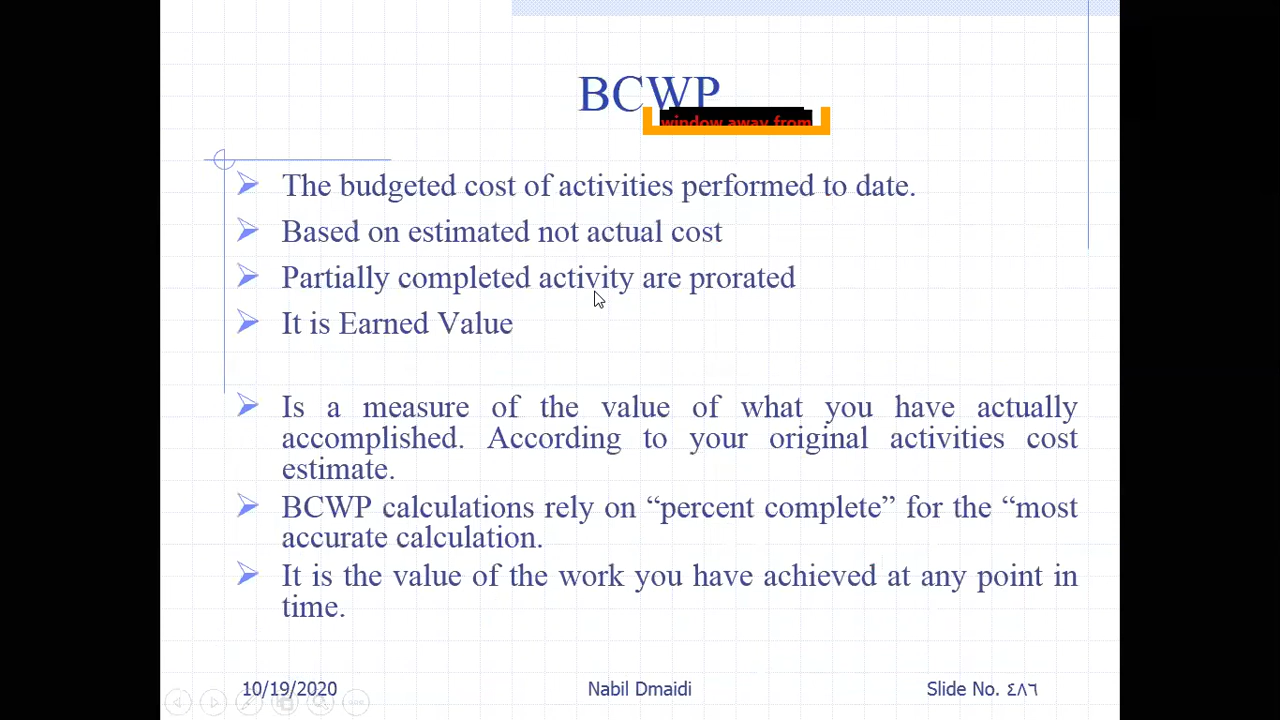 BCWP
window away from
The budgeted cost of activities performed to date.
Based on estimated not actual cost
Partially completed activity are prorated
It is Earned Value
Is a measure of the value of what you have actually
accomplished. According to your original activities cost
estimate.
BCWP calculations rely on “percent complete” for the “most
accurate calculation.
It is the value of the work you have achieved at any point in
time.
10/19/2020 Nabil Dmaidi Slide No. ٤٨٦